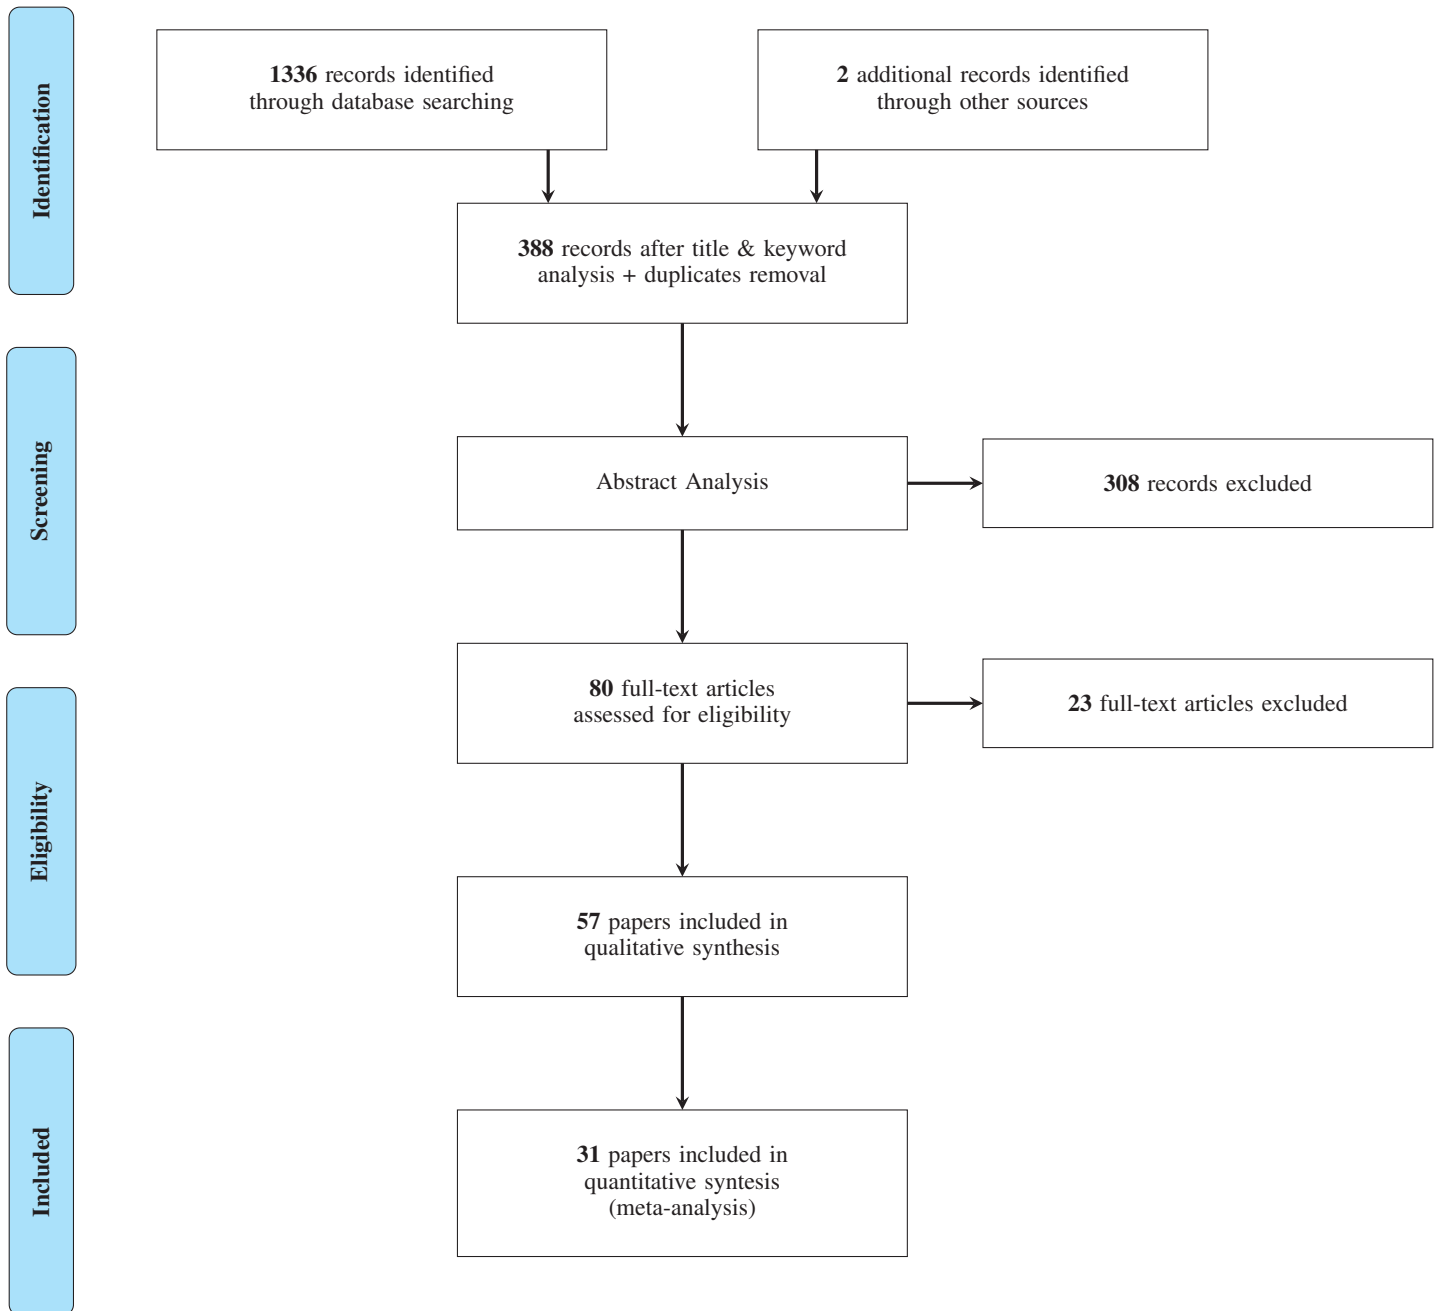 Identification
1336 records identified
through database searching
2 additional records identified
through other sources
388 records after title & keyword
analysis + duplicates removal
Screening
Abstract Analysis
308 records excluded
80 full-text articles
assessed for eligibility
23 full-text articles excluded
Eligibility
57 papers included in
qualitative synthesis
Included
31 papers included in
quantitative syntesis
(meta-analysis)